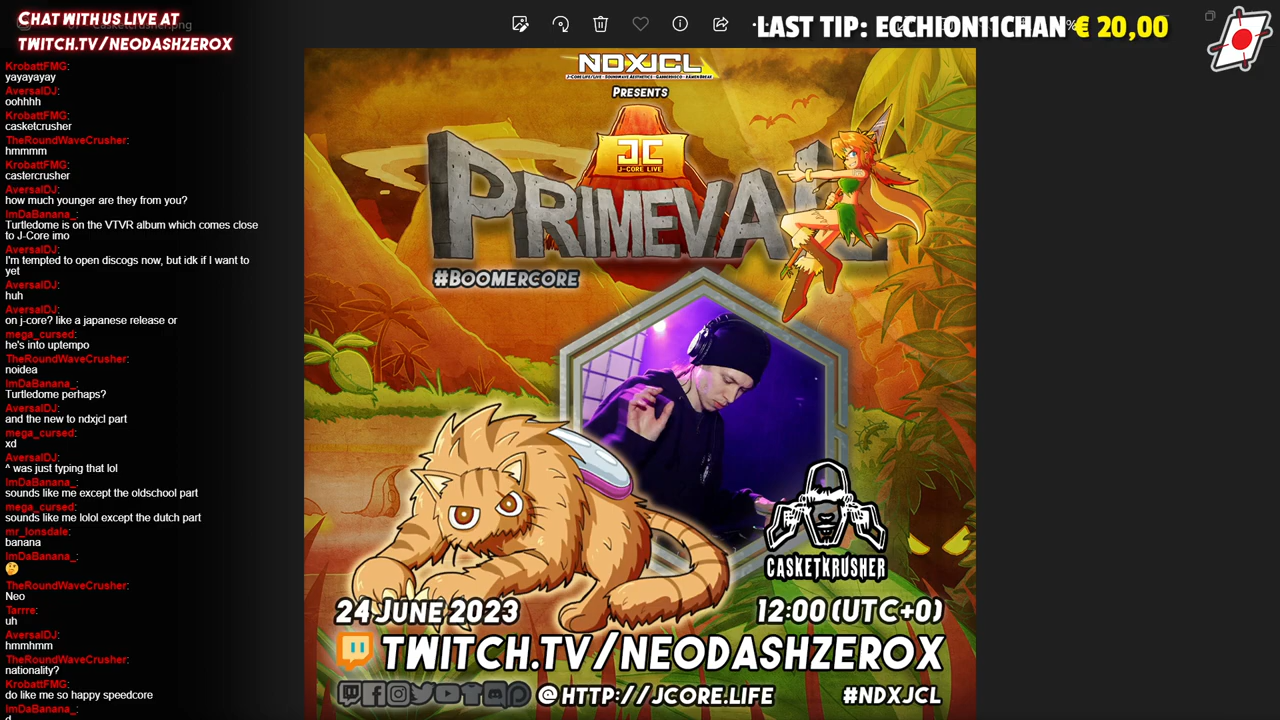 CHAT WITH US LIVE AT
TWITCH.TV/NEODASHZEROX
LAST TIP: ECCHION11CHAN € 20,00
KrobattFMG:
yayayayay
AversalDJ:
oohhhh
KrobattFMG:
casketcrusher
TheRoundWaveCrusher:
hmmmm
KrobattFMG:
castercrusher
AversalDJ:
how much younger are they from you?
ImDaBanana_:
Turtledome is on the VTVR album which comes close
to J-Core imo
AversalDJ:
I'm tempted to open discogs now, but idk if I want to
yet
AversalDJ:
huh
AversalDJ:
on j-core? like a japanese release or
mega_cursed:
he's into uptempo
TheRoundWaveCrusher:
noidea
ImDaBanana_:
Turtledome perhaps?
AversalDJ:
and the new to ndxjcl part
mega_cursed:
xd
AversalDJ:
^ was just typing that lol
ImDaBanana_:
sounds like me except the oldschool part
mega_cursed:
sounds like me lolol except the dutch part
mr_lonsdale:
banana
ImDaBanana_:
TheRoundWaveCrusher:
Neo
Tarrre:
uh
AversalDJ:
hmmhmm
TheRoundWaveCrusher:
nationality?
KrobattFMG:
do like me so happy speedcore
ImDaBanana_:
NDXJCL
PRESENTS
JC
J-CORE LIVE
PRIMEVAL
#BOOMERCORE
CASKETKRUSHER
24 JUNE 2023
12:00 (UTC+0)
TWITCH.TV/NEODASHZEROX
@HTTP://JCORE.LIFE
#NDXJCL